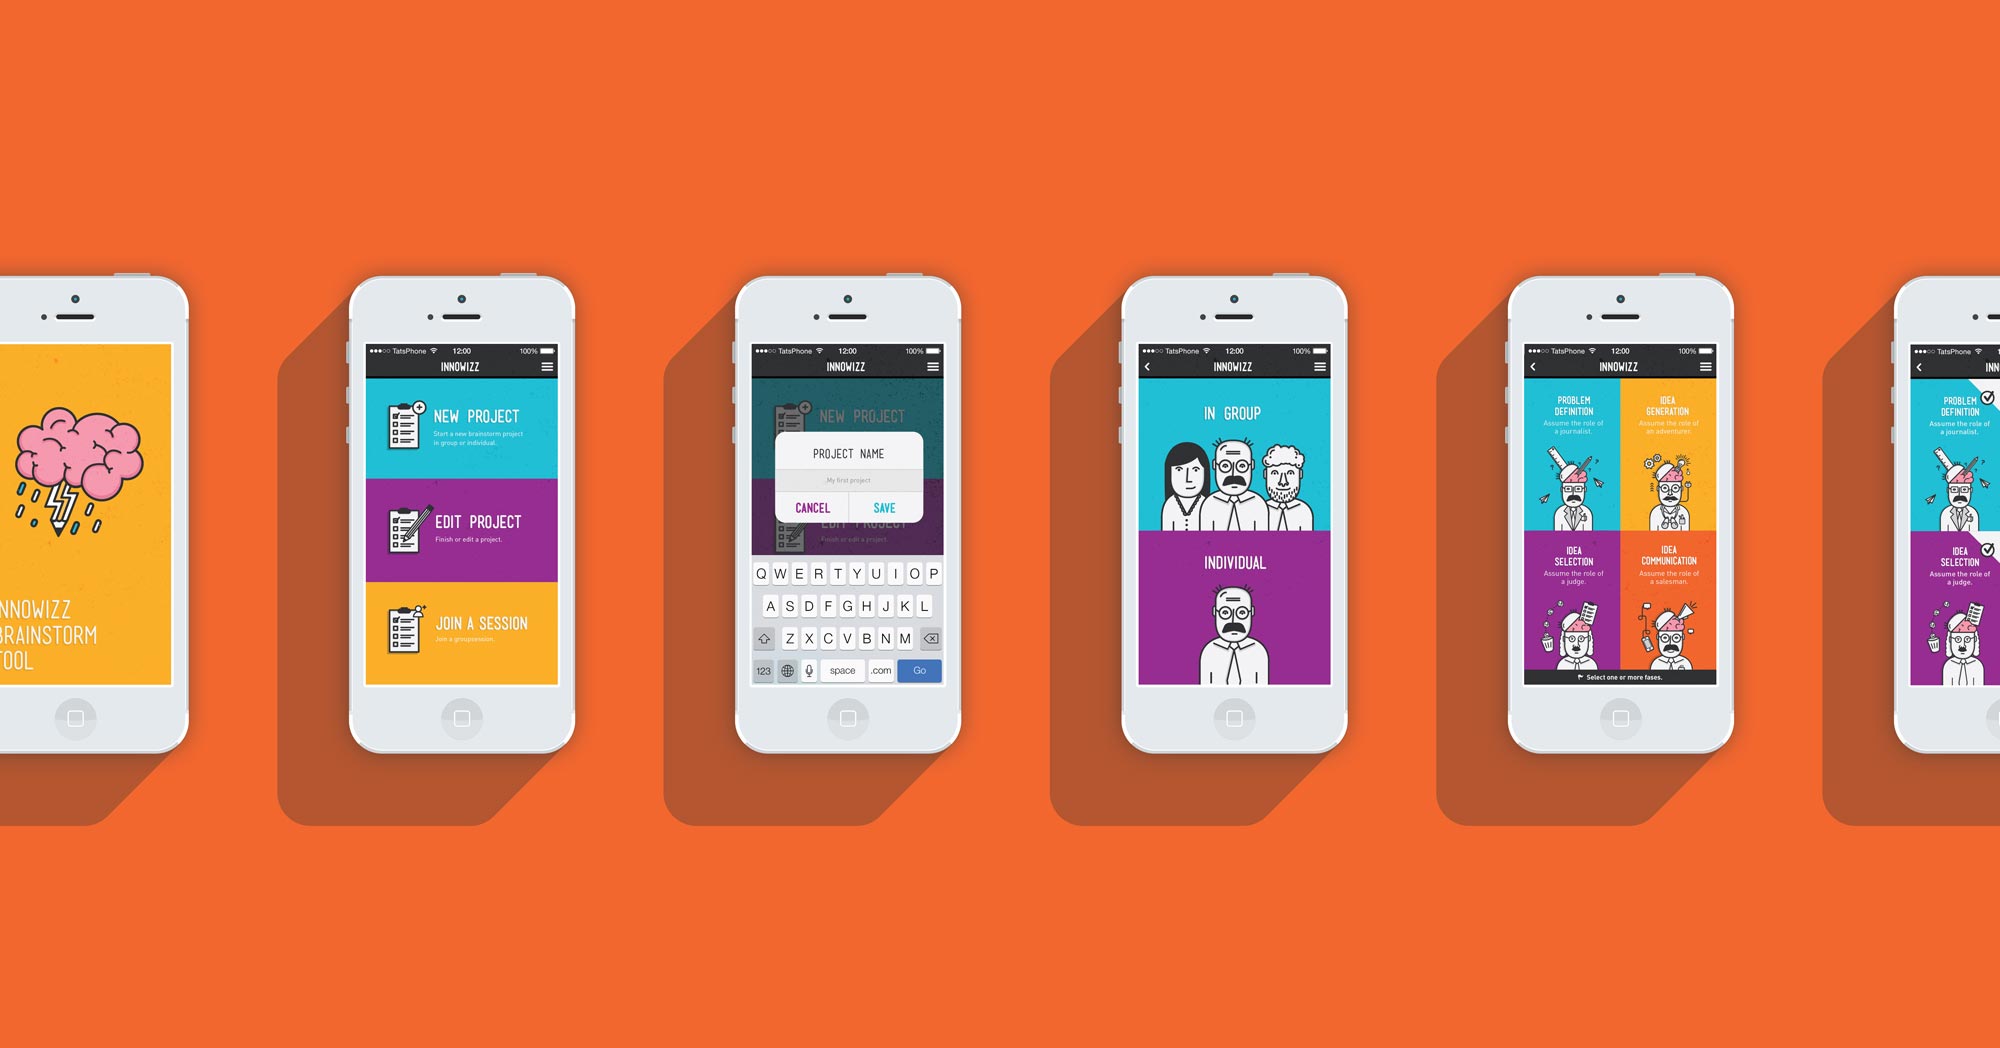 NNOWIZZ
BRAINSTORM
TOOL
TatsPhone 12:00 100%
INNOWIZZ
NEW PROJECT
Start a new brainstorm project
in group or individual.
EDIT PROJECT
Finish or edit a project.
JOIN A SESSION
Join a groupsession.
TatsPhone 12:00 100%
INNOWIZZ
NEW PROJECT
PROJECT NAME
My first project
CANCEL SAVE
EDIT PROJECT
Finish or edit a project.
Q W E R T Y U I O P
A S D F G H J K L
Z X C V B N M
123 space .com Go
TatsPhone 12:00 100%
INNOWIZZ
IN GROUP
INDIVIDUAL
TatsPhone 12:00 100%
INNOWIZZ
PROBLEM
DEFINITION
Assume the role of
a journalist.
IDEA
GENERATION
Assume the role of
an adventurer.
IDEA
SELECTION
Assume the role of
a judge.
IDEA
COMMUNICATION
Assume the role of
a salesman.
Select one or more fases.
TatsPhone
INN
PROBLEM
DEFINITION
Assume the role of
a journalist.
IDEA
SELECTION
Assume the role of
a judge.